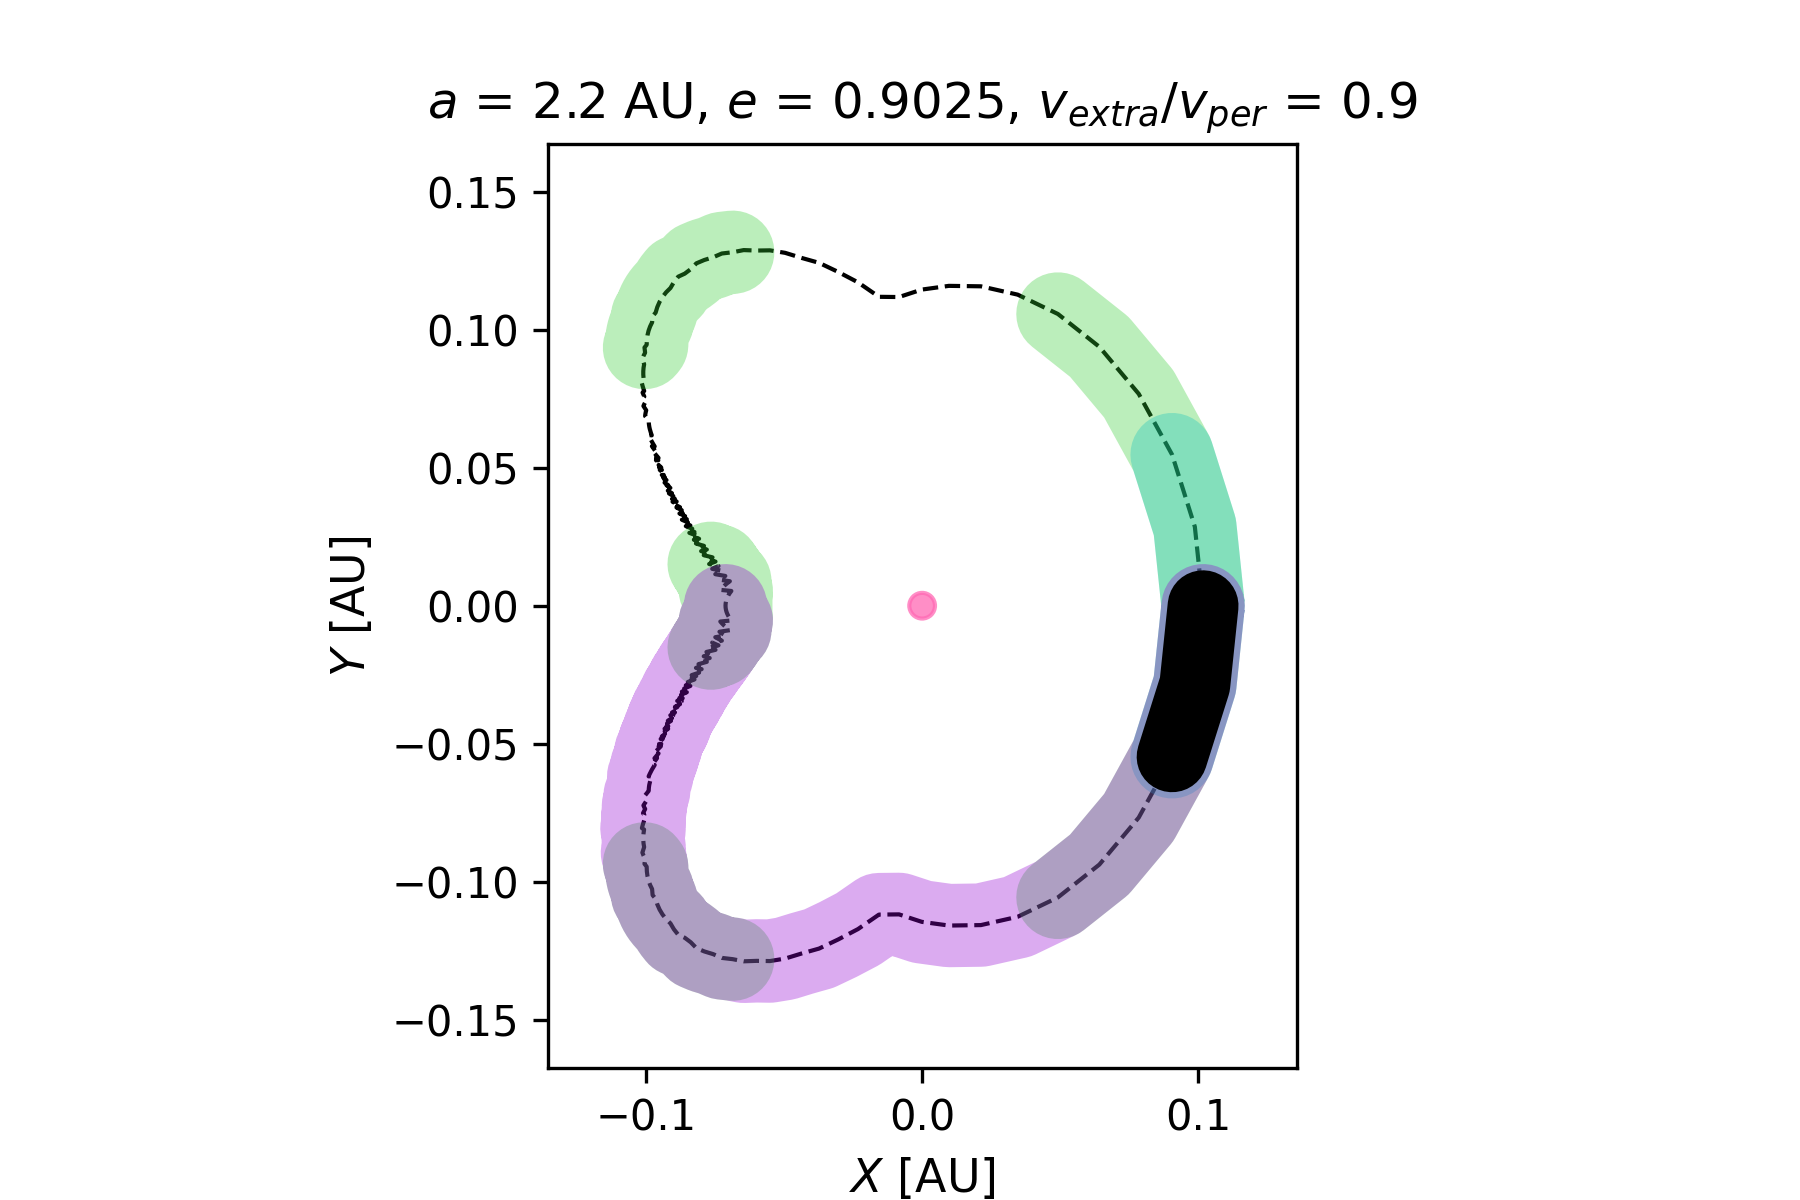 a = 2.2 AU, e = 0.9025, v_extra/v_per = 0.9
0.15
0.10
0.05
0.00
−0.05
−0.10
−0.15
Y [AU]
−0.1 0.0 0.1
X [AU]